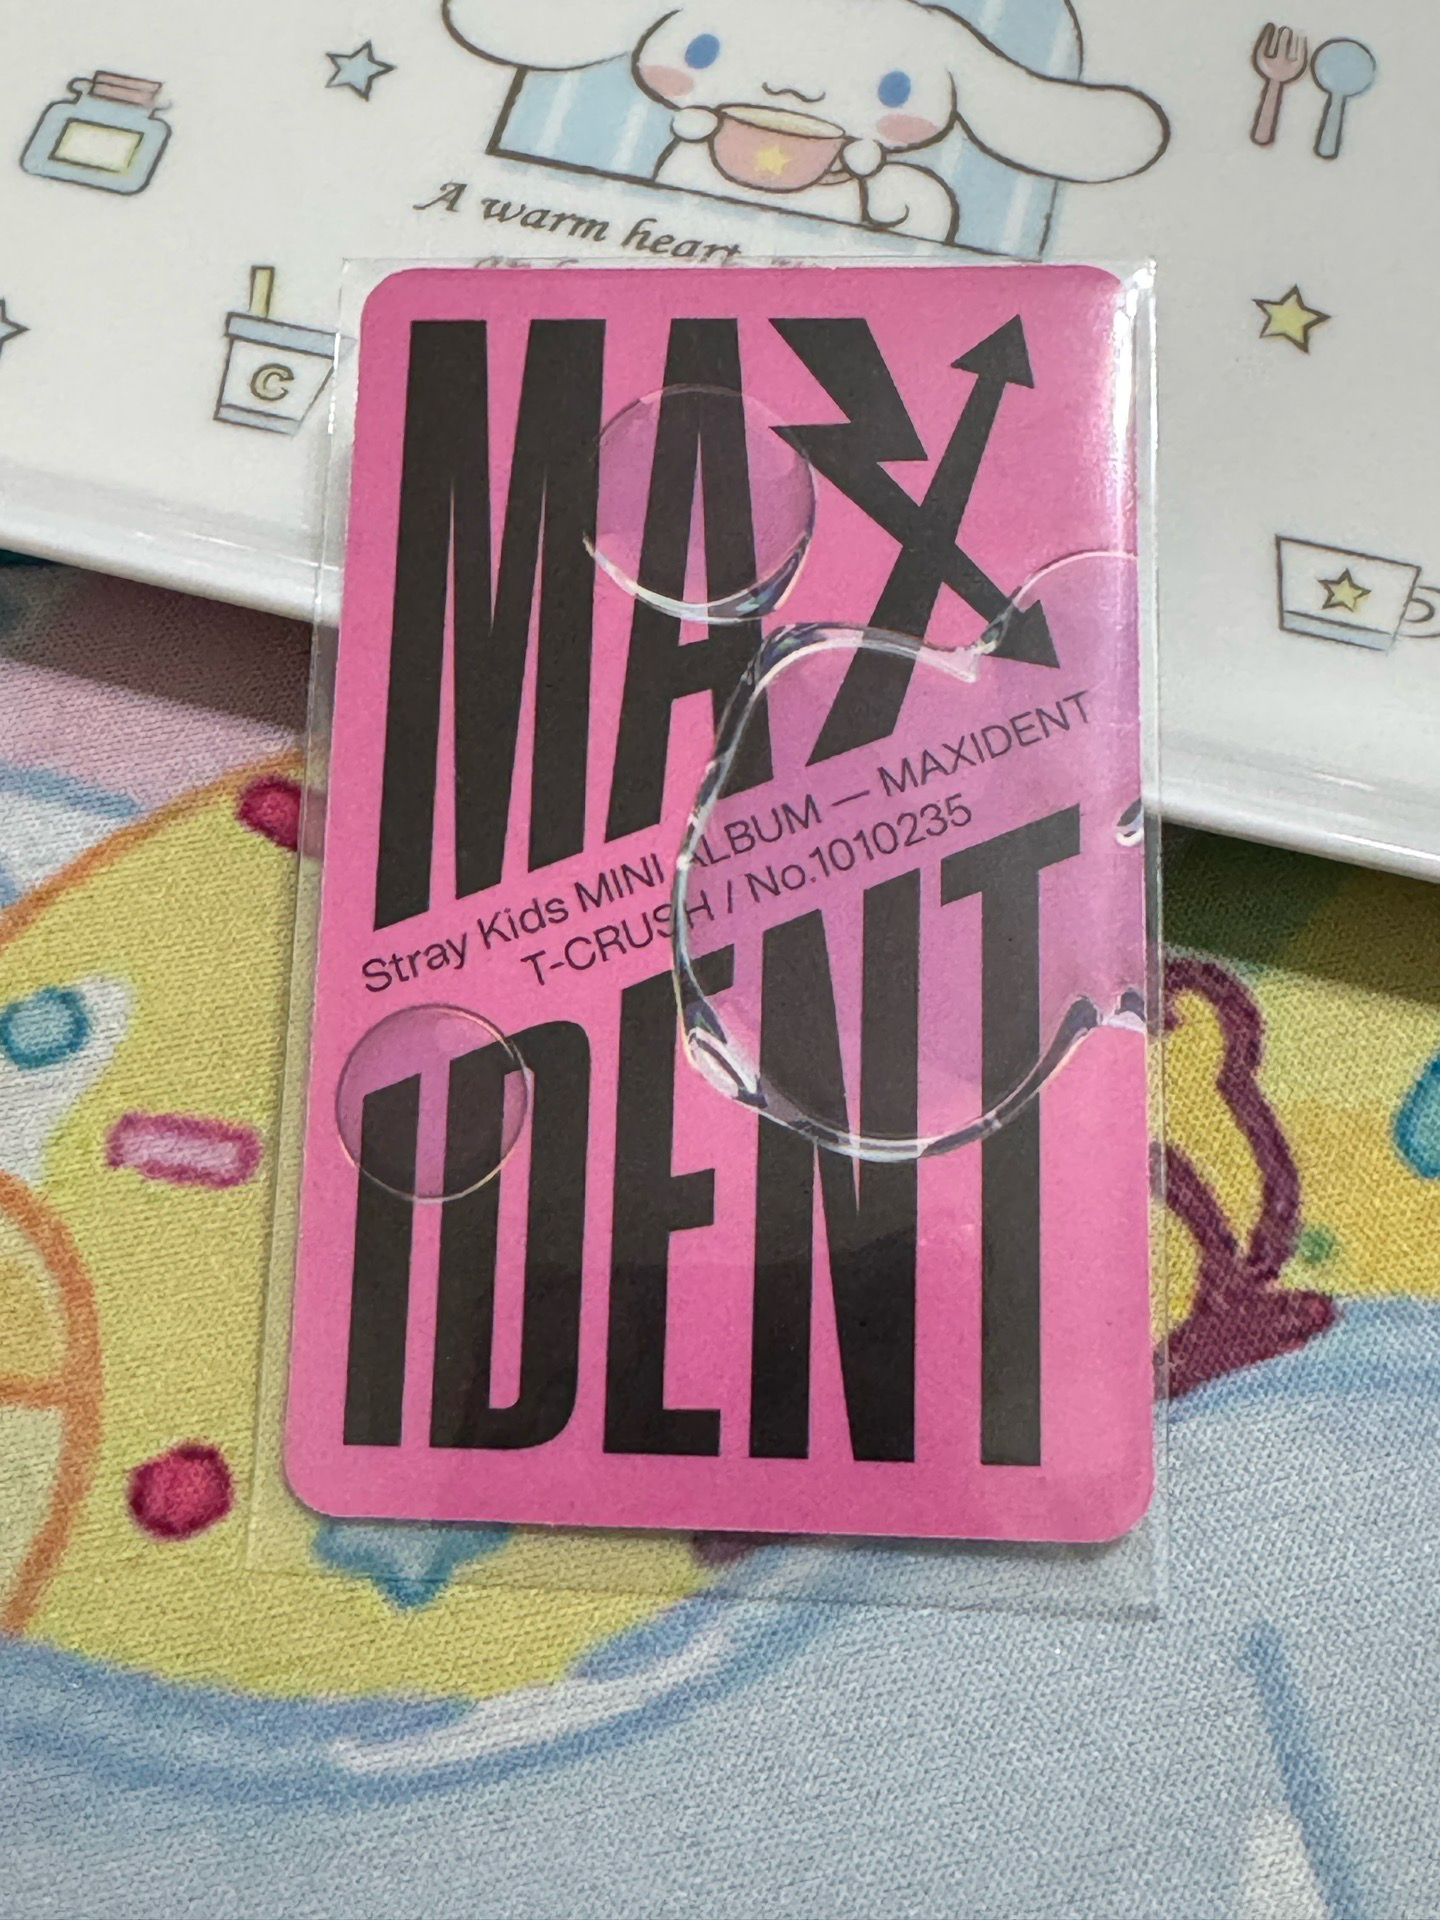 A warm heart
C
MAX
Stray Kids MINI ALBUM — MAXIDENT
T-CRUSH / No.1010235
IDENT